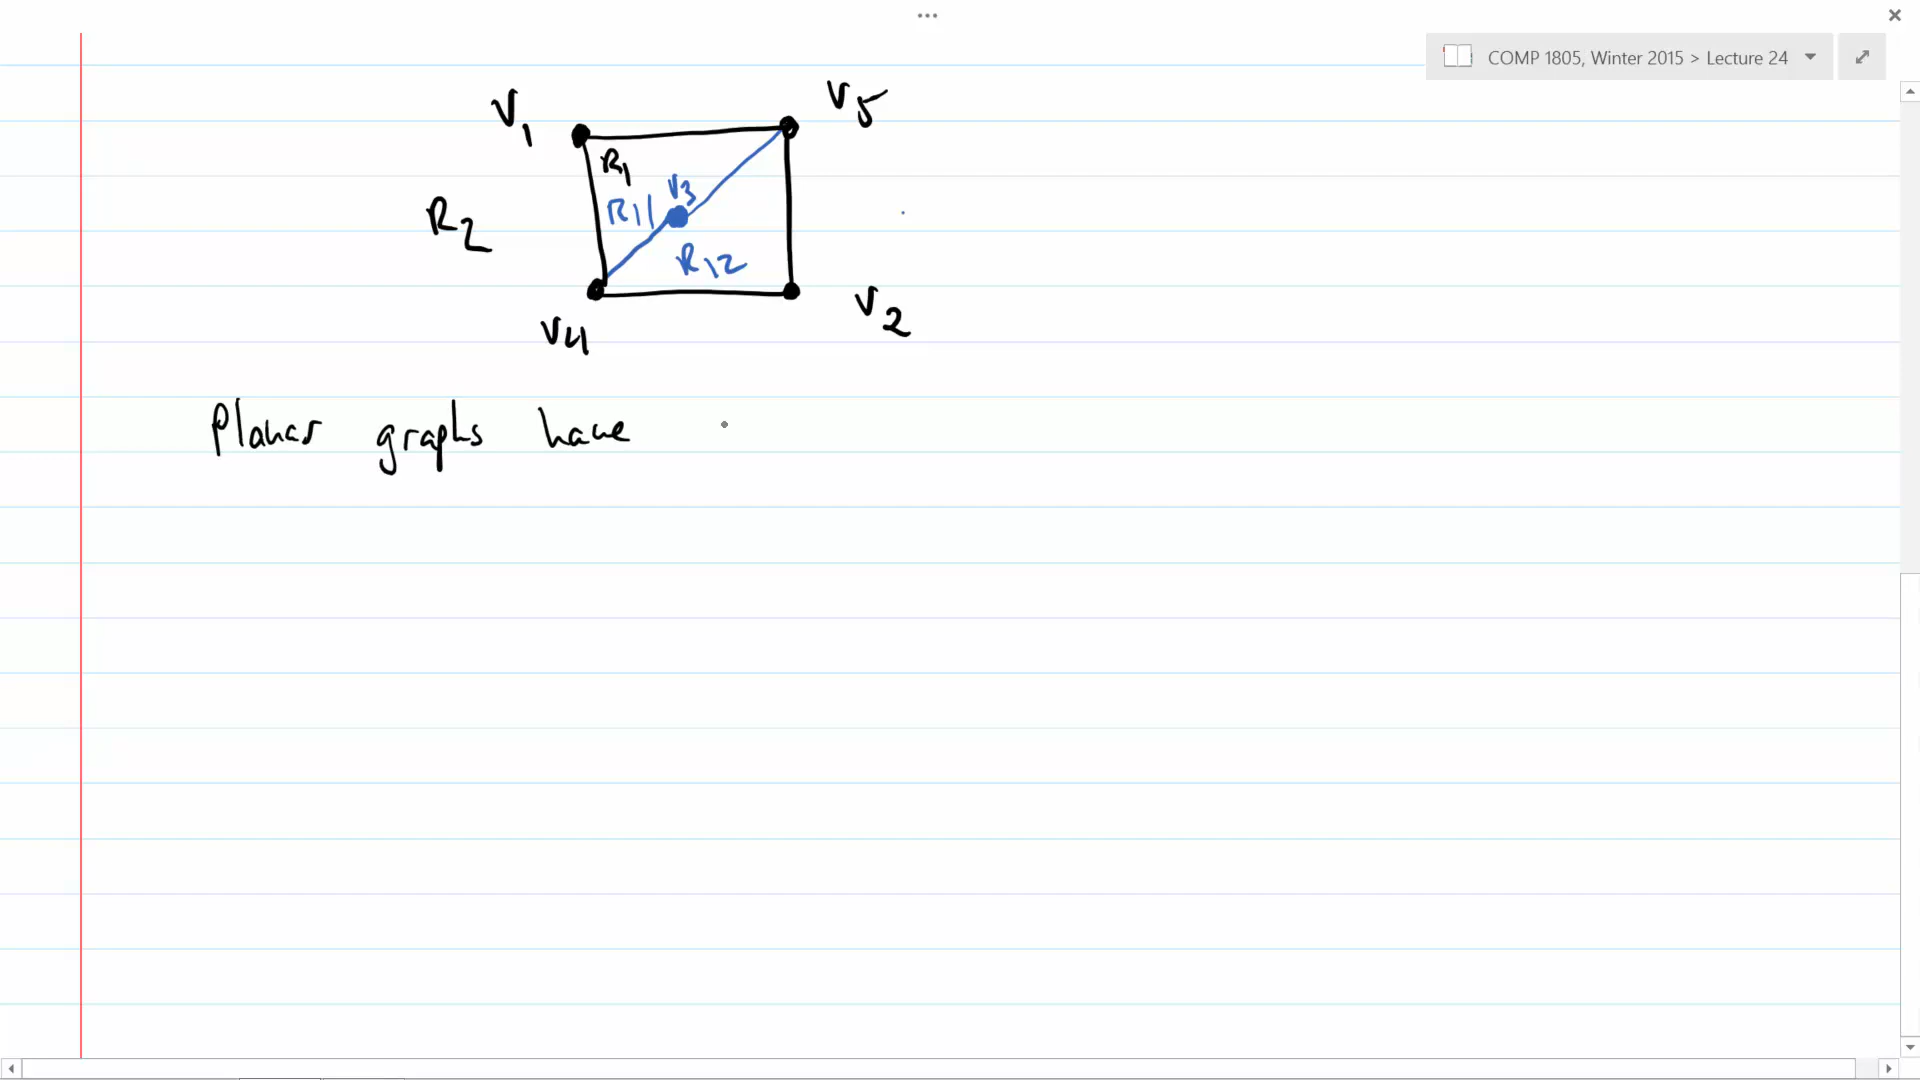 ...
COMP 1805, Winter 2015 > Lecture 24
V1
V5
R1
V3
R11
R2
R12
V2
V4
Planar graphs have